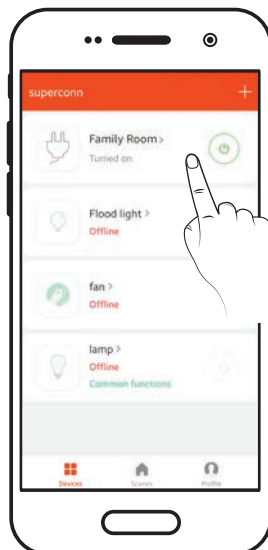 superconn
Family Room >
Turned on
Flood light >
Offline
fan >
Offline
lamp >
Offline
Common functions
Devices Scenes Profile